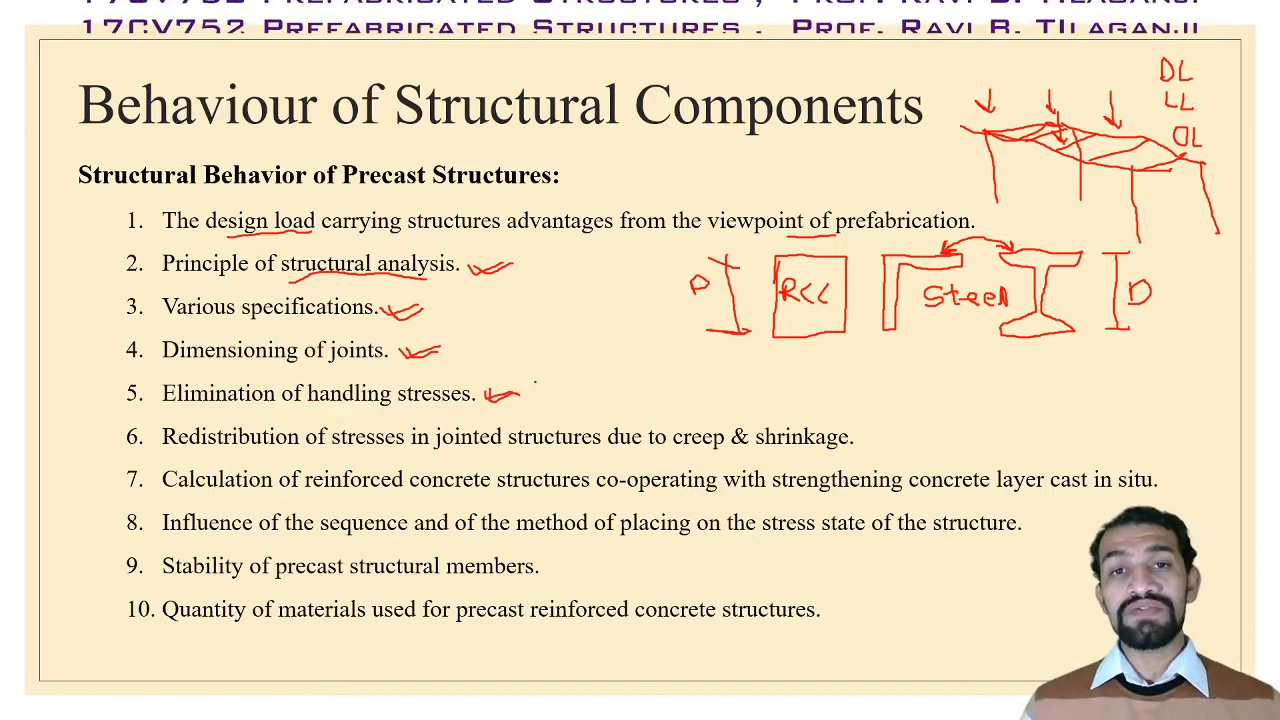 17CV752 PREFABRICATED STRUCTURES , PROF. RAVI B. TILAGANJI
Behaviour of Structural Components
DL
LL
OL
Structural Behavior of Precast Structures:
1. The design load carrying structures advantages from the viewpoint of prefabrication.
2. Principle of structural analysis.
3. Various specifications.
D RCC Steel D
4. Dimensioning of joints.
5. Elimination of handling stresses.
6. Redistribution of stresses in jointed structures due to creep & shrinkage.
7. Calculation of reinforced concrete structures co-operating with strengthening concrete layer cast in situ.
8. Influence of the sequence and of the method of placing on the stress state of the structure.
9. Stability of precast structural members.
10. Quantity of materials used for precast reinforced concrete structures.